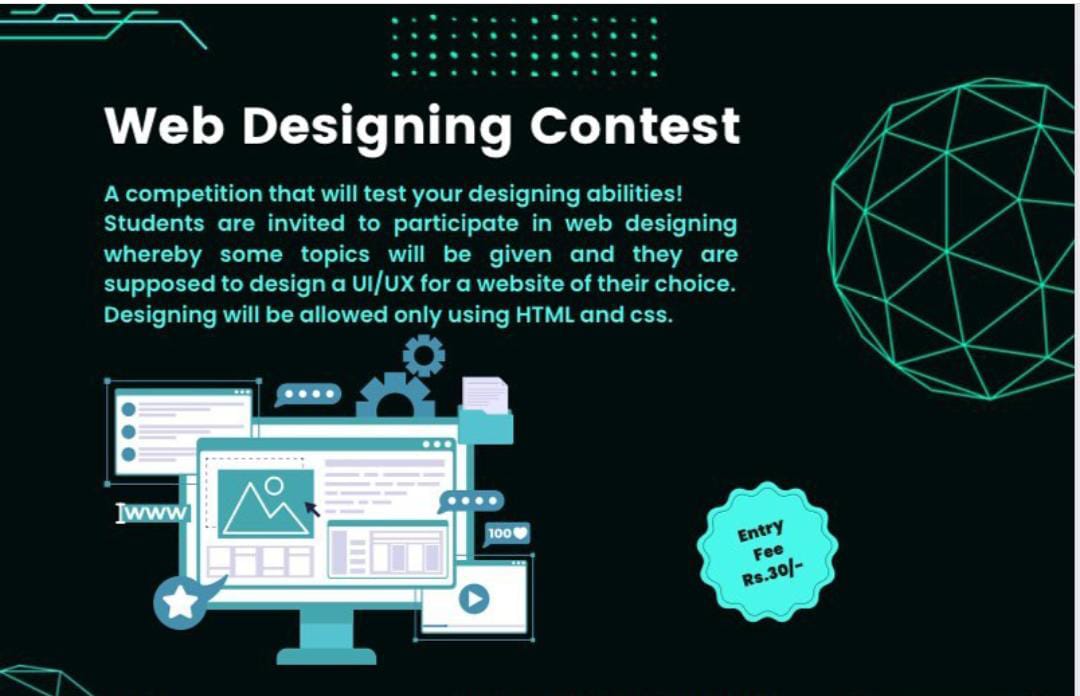 Web Designing Contest
A competition that will test your designing abilities!
Students are invited to participate in web designing
whereby some topics will be given and they are
supposed to design a UI/UX for a website of their choice.
Designing will be allowed only using HTML and css.
WWW
100
Entry
Fee
Rs.30/-